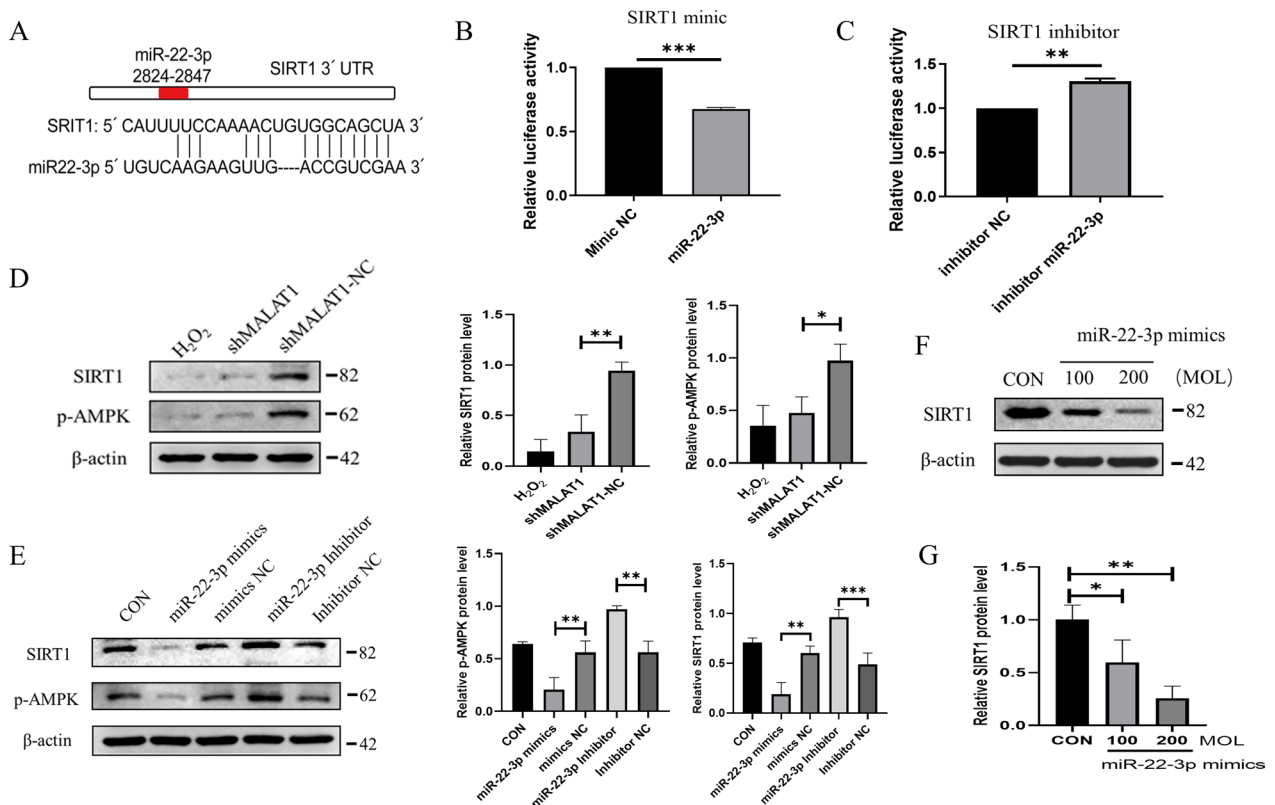 A
miR-22-3p
2824-2847
SIRT1 3´ UTR
SRIT1: 5´ CAUUUUCCAAAACUGUGGCAGCUA 3´
miR22-3p 5´ UGUCAAGAAGUUG----ACCGUCGAA 3´
B
SIRT1 minic
Relative luciferase activity
1.0
0.5
0.0
***
Minic NC
miR-22-3p
C
SIRT1 inhibitor
Relative luciferase activity
1.5
1.0
0.5
0.0
**
inhibitor NC
inhibitor miR-22-3p
D
H₂O₂
shMALAT1
shMALAT1-NC
SIRT1
82
p-AMPK
62
β-actin
42
Relative SIRT1 protein level
1.5
1.0
0.5
0.0
**
H₂O₂
shMALAT1
shMALAT1-NC
Relative p-AMPK protein level
1.5
1.0
0.5
0.0
*
H₂O₂
shMALAT1
shMALAT1-NC
E
CON
miR-22-3p mimics
mimics NC
miR-22-3p Inhibitor
Inhibitor NC
SIRT1
82
p-AMPK
62
β-actin
42
Relative p-AMPK protein level
1.5
1.0
0.5
0.0
**
**
CON
miR-22-3p mimics
mimics NC
miR-22-3p Inhibitor
Inhibitor NC
Relative SIRT1 protein level
1.5
1.0
0.5
0.0
**
***
CON
miR-22-3p mimics
mimics NC
miR-22-3p Inhibitor
Inhibitor NC
F
miR-22-3p mimics
CON 100 200 (MOL)
SIRT1
82
β-actin
42
G
Relative SIRT1 protein level
1.5
1.0
0.5
0.0
**
*
CON 100 200 MOL
miR-22-3p mimics